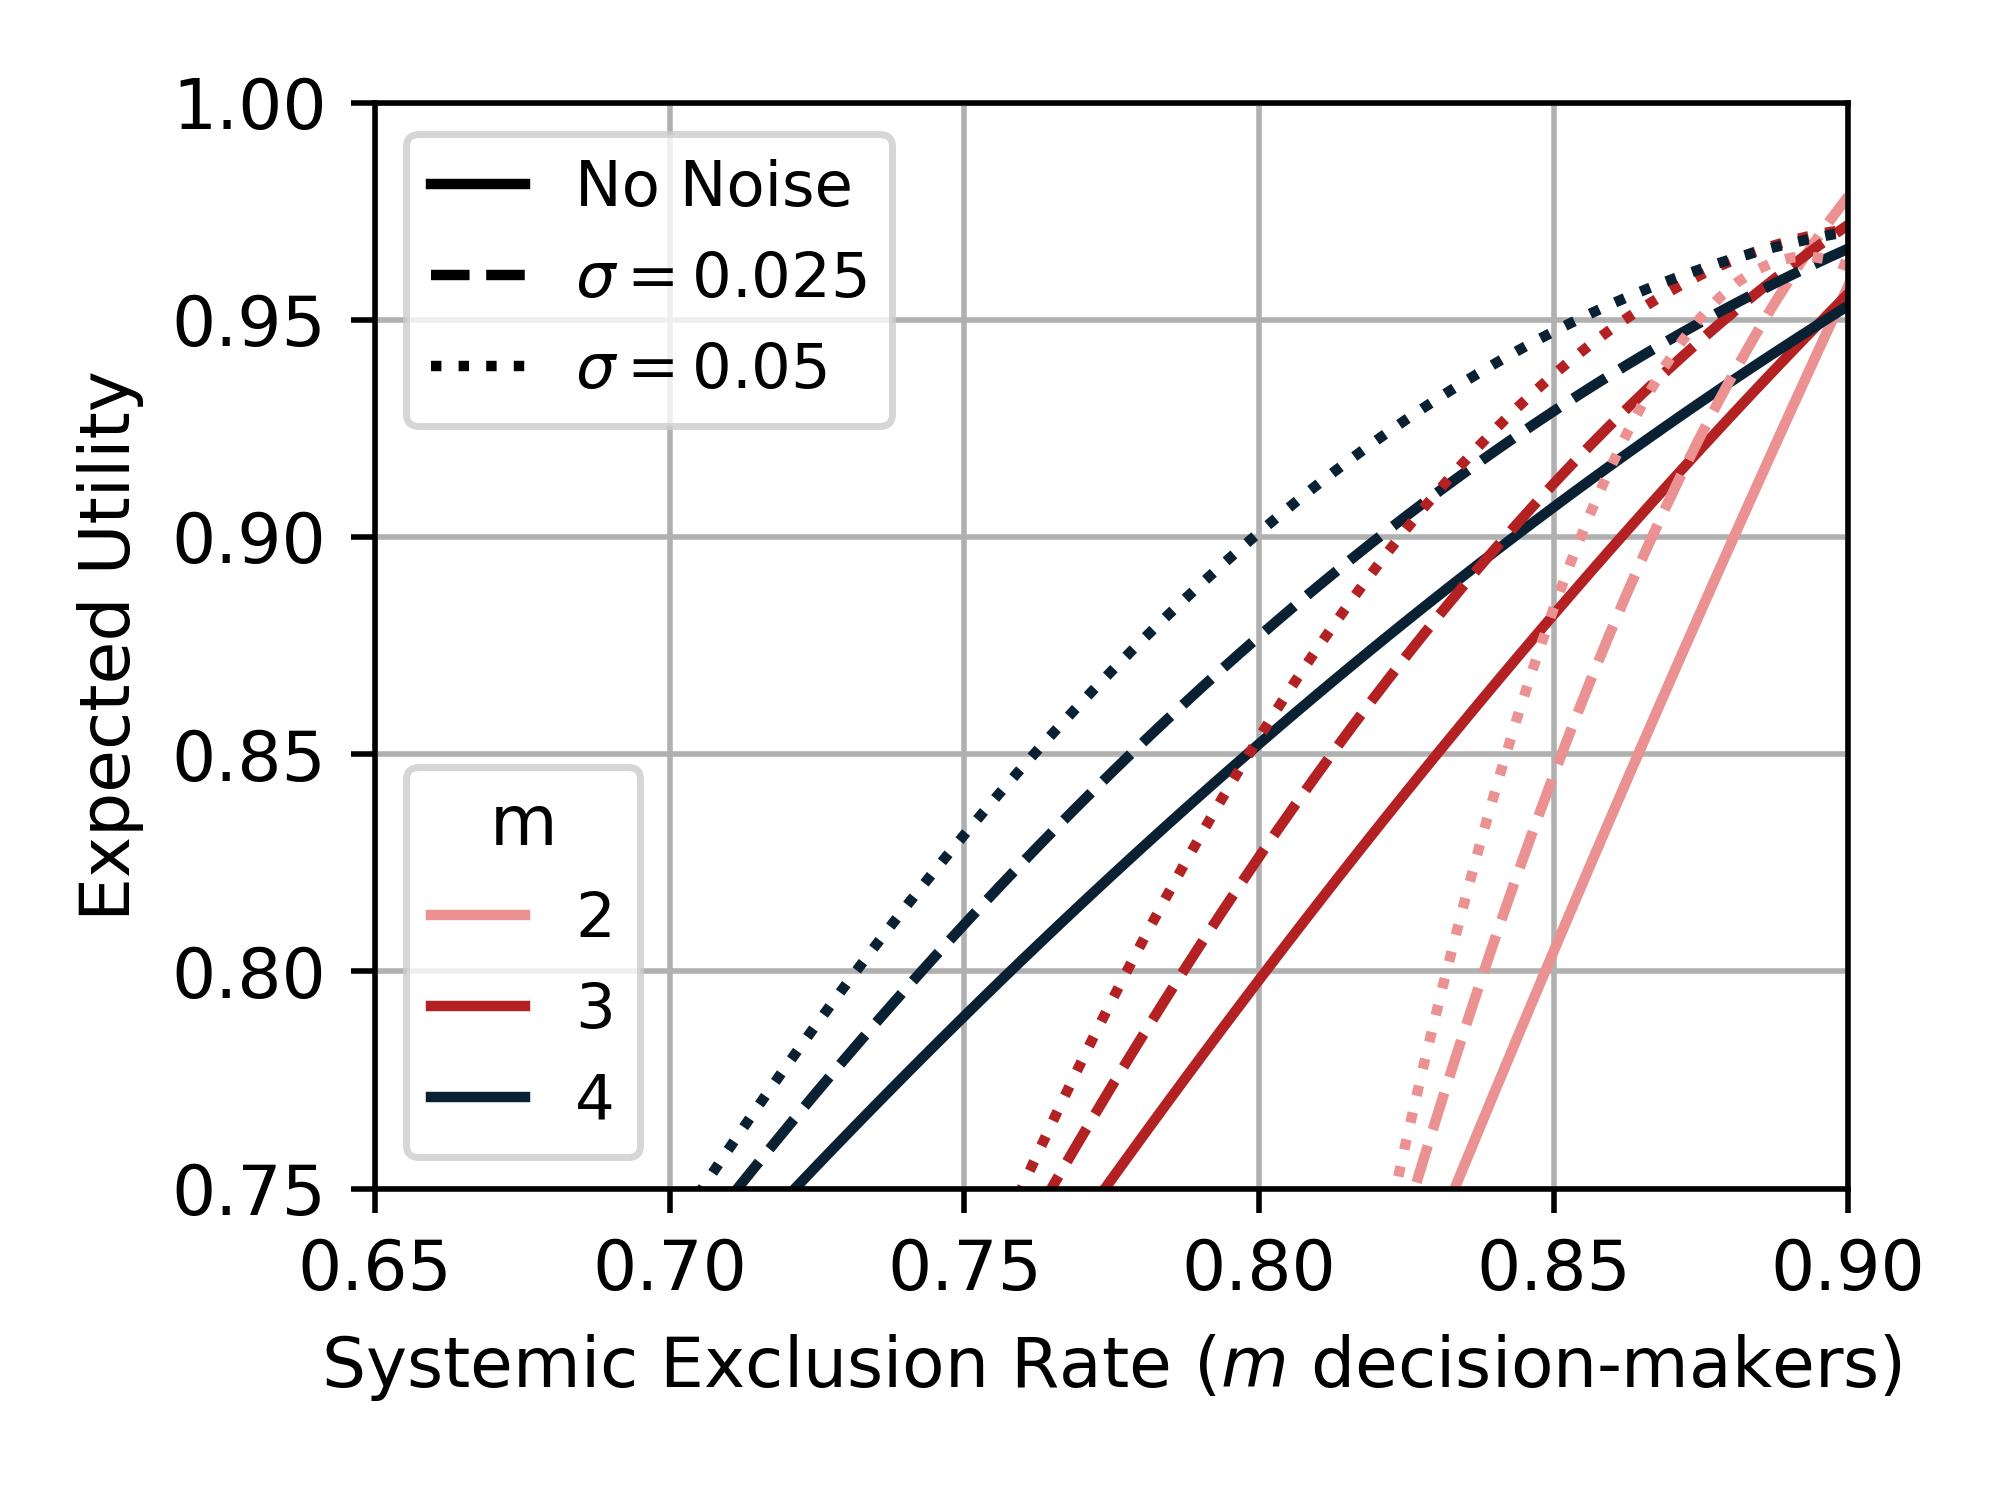 Expected Utility
1.00
0.95
0.90
0.85
0.80
0.75
No Noise
σ = 0.025
σ = 0.05
m
2
3
4
0.65 0.70 0.75 0.80 0.85 0.90
Systemic Exclusion Rate (m decision-makers)